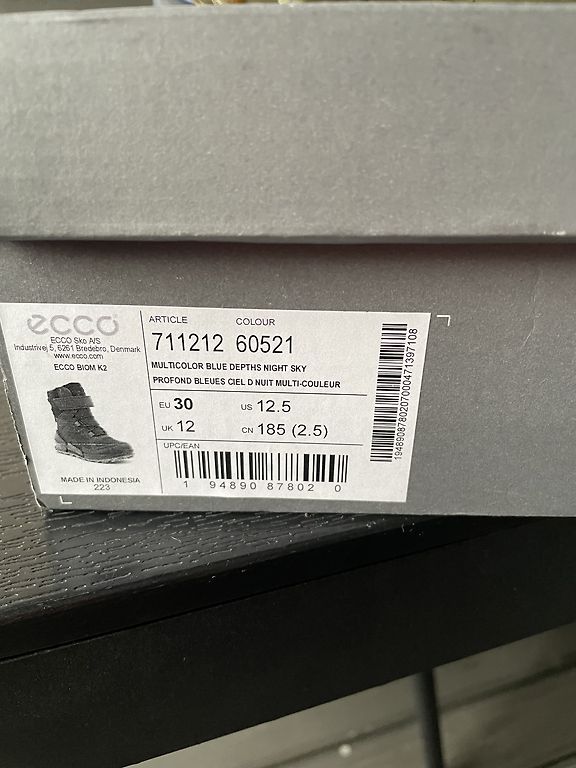 ecco
ECCO Sko A/S
Industrivej 5, 6261 Bredebro, Denmark
www.ecco.com
ECCO BIOM K2
MADE IN INDONESIA
223
ARTICLE COLOUR
711212 60521
MULTICOLOR BLUE DEPTHS NIGHT SKY
PROFOND BLEUES CIEL D NUIT MULTI-COULEUR
EU 30 US 12.5
UK 12 CN 185 (2.5)
UPC/EAN
1 94890 87802 0
194890878020700047139​7108